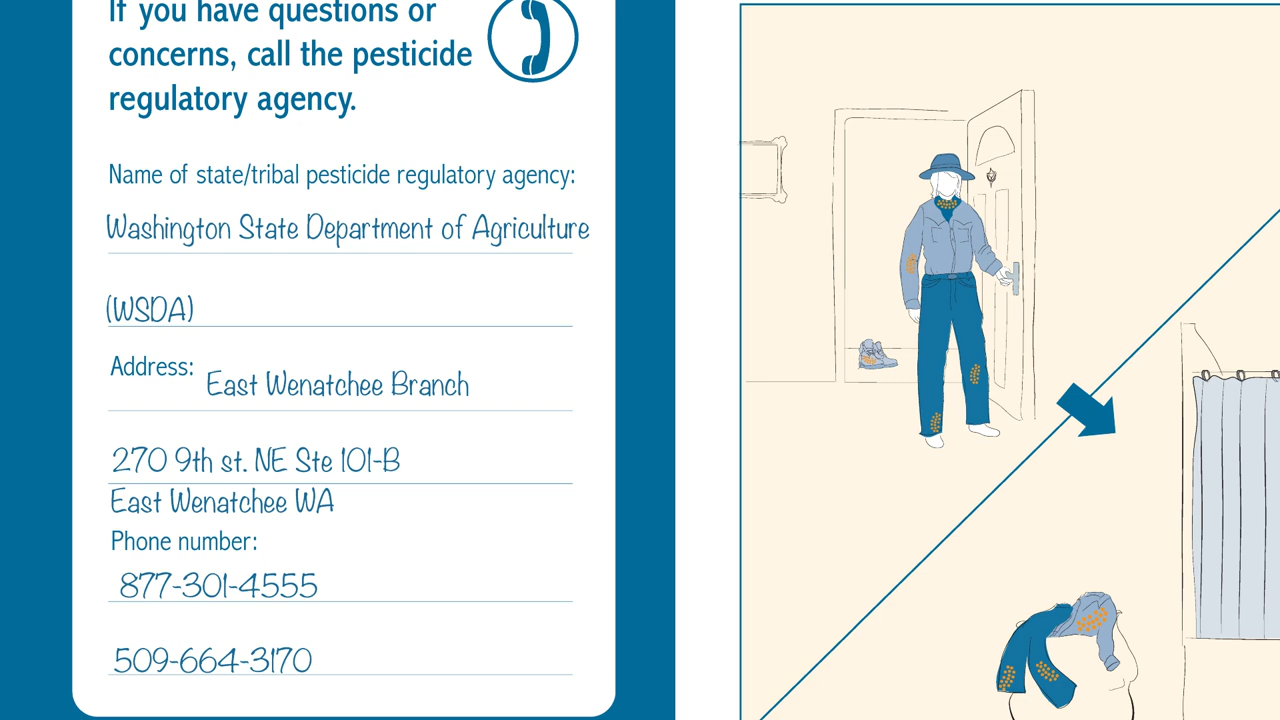 If you have questions or
concerns, call the pesticide
regulatory agency.
Name of state/tribal pesticide regulatory agency:
Washington State Department of Agriculture
(WSDA)
Address:
East Wenatchee Branch
270 9th st. NE Ste 101-B
East Wenatchee WA
Phone number:
877-301-4555
509-664-3170